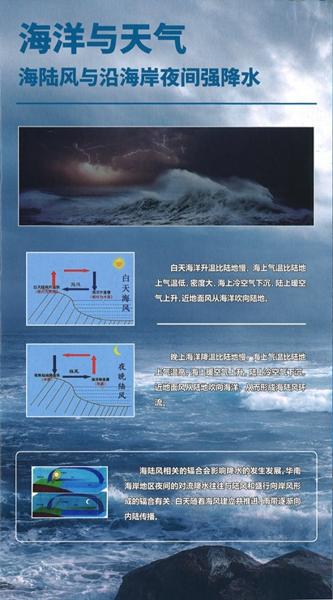 海洋与天气
海陆风与沿海岸夜间强降水
白天海风
海风
白天海洋升温比陆地慢，海上气温比陆地
上气温低，密度大，海上冷空气下沉，陆上暖空
气上升，近地面风从海洋吹向陆地。
夜晚陆风
陆风
晚上海洋降温比陆地慢，海上气温比陆地
上气温高，海上暖空气上升，陆上冷空气下沉，
近地面风从陆地吹向海洋，从而形成海陆风环
流。
海陆风相关的辐合会影响降水的发生发展，华南
海岸地区夜间的对流降水往往与陆风和盛行向岸风形
成的辐合有关，白天随着海风建立并推进，雨带逐渐向
内陆传播。